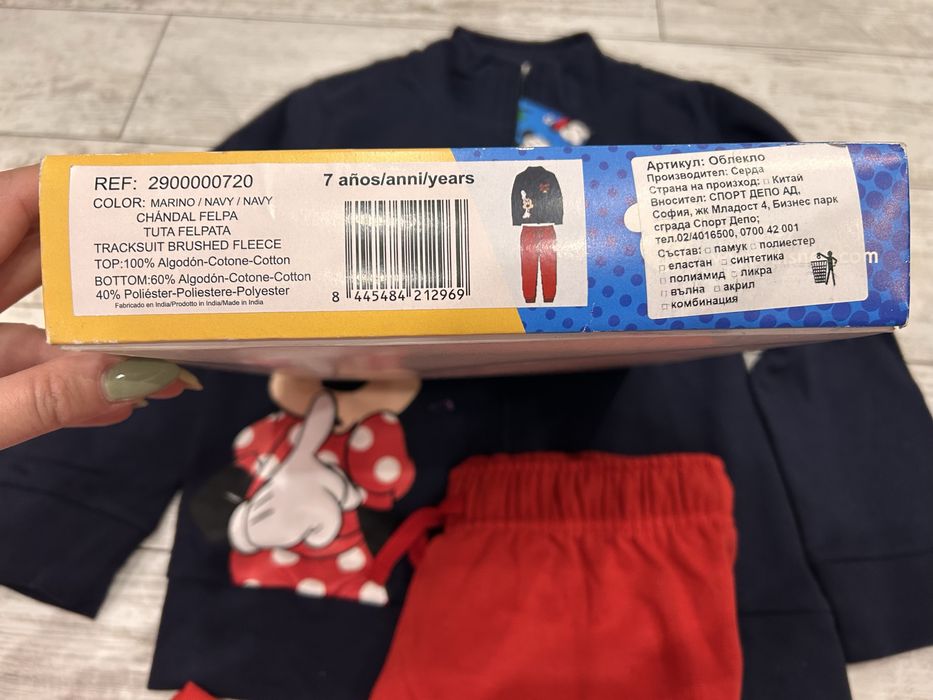 REF: 2900000720
7 años/anni/years
COLOR: MARINO / NAVY / NAVY
CHÁNDAL FELPA
TUTA FELPATA
TRACKSUIT BRUSHED FLEECE
TOP:100% Algodón-Cotone-Cotton
BOTTOM:60% Algodón-Cotone-Cotton
40% Poliéster-Poliestere-Polyester
Fabricado en India/Prodotto in India/Made in India
8 445484 212969
Артикул: Облекло
Производител: Серда
Страна на произход: □ Китай
Вносител: СПОРТ ДЕПО АД,
София, жк Младост 4, Бизнес парк
сграда Спорт Депо;
тел.02/4016500, 0700 42 001
Състав: □ памук □ полиестер
□ еластан □ синтетика
□ полиамид □ ликра
□ вълна □ акрил
□ комбинация